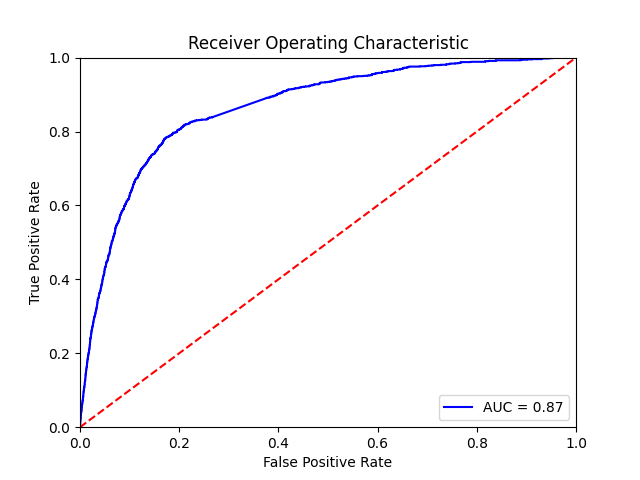 Receiver Operating Characteristic
1.0
0.8
0.6
0.4
0.2
0.0
True Positive Rate
AUC = 0.87
0.0 0.2 0.4 0.6 0.8 1.0
False Positive Rate